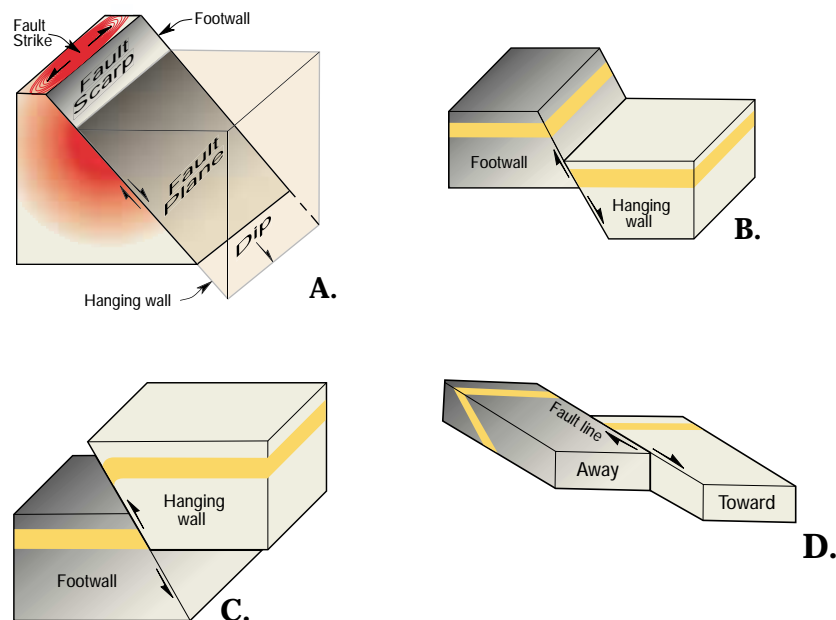 Fault
Strike
Footwall
Fault
Scarp
Fault
Plane
Dip
Hanging wall
A.
Footwall
Hanging
wall
B.
Hanging
wall
Footwall
C.
Fault line
Away
Toward
D.